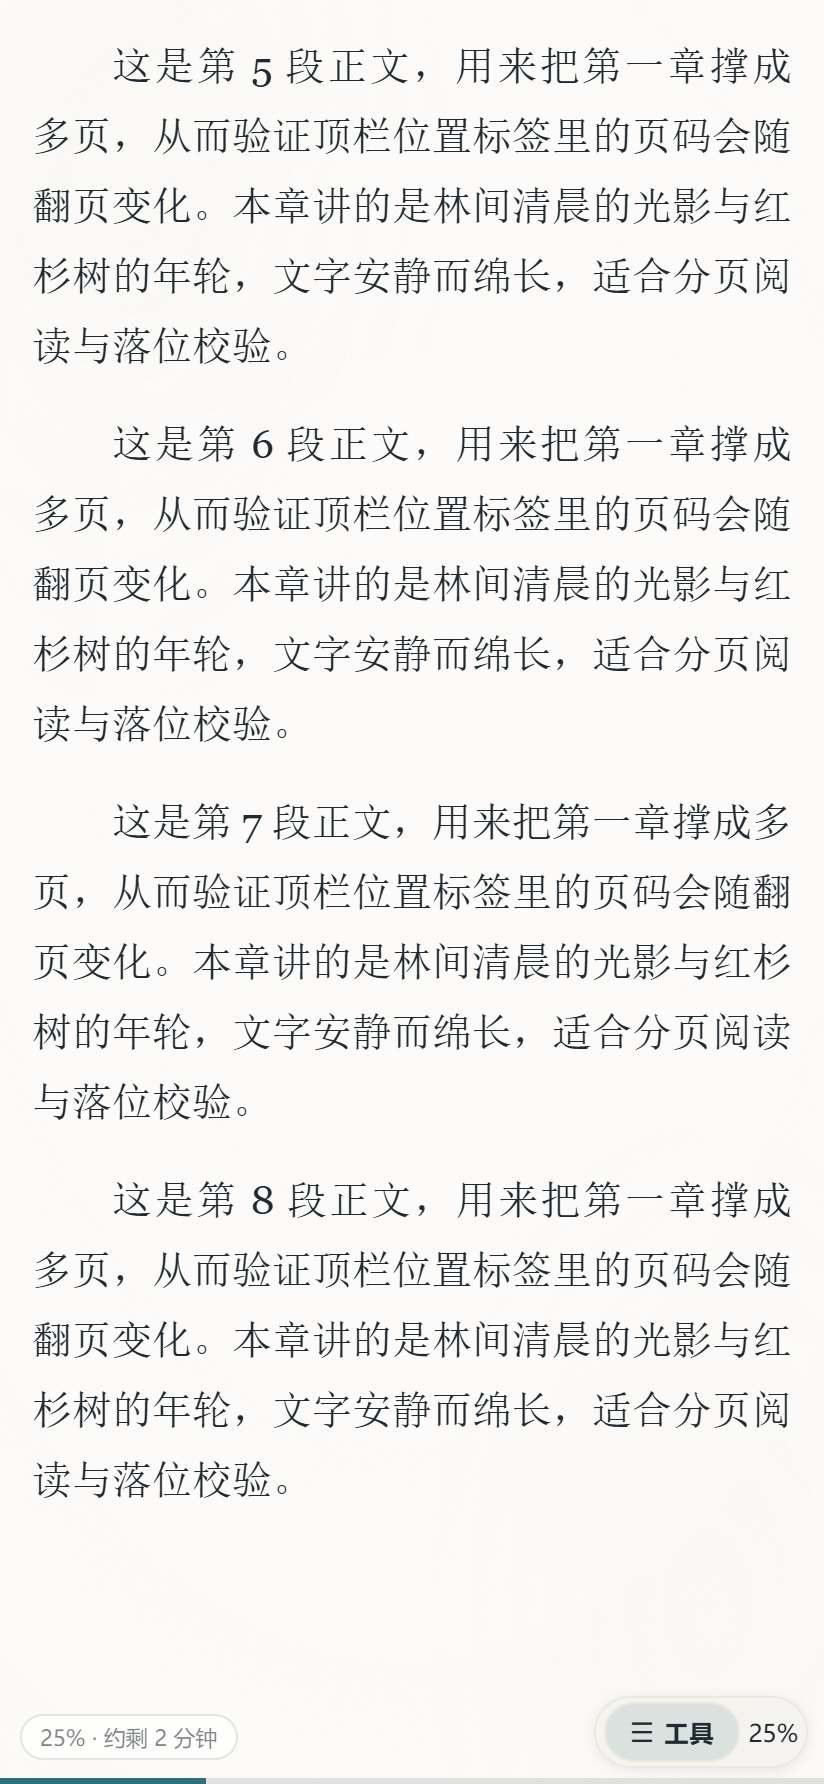 这是第 5 段正文，用来把第一章撑成
多页，从而验证顶栏位置标签里的页码会随
翻页变化。本章讲的是林间清晨的光影与红
杉树的年轮，文字安静而绵长，适合分页阅
读与落位校验。
这是第 6 段正文，用来把第一章撑成
多页，从而验证顶栏位置标签里的页码会随
翻页变化。本章讲的是林间清晨的光影与红
杉树的年轮，文字安静而绵长，适合分页阅
读与落位校验。
这是第 7 段正文，用来把第一章撑成多
页，从而验证顶栏位置标签里的页码会随翻
页变化。本章讲的是林间清晨的光影与红杉
树的年轮，文字安静而绵长，适合分页阅读
与落位校验。
这是第 8 段正文，用来把第一章撑成
多页，从而验证顶栏位置标签里的页码会随
翻页变化。本章讲的是林间清晨的光影与红
杉树的年轮，文字安静而绵长，适合分页阅
读与落位校验。
25% · 约剩 2 分钟
☰ 工具 25%